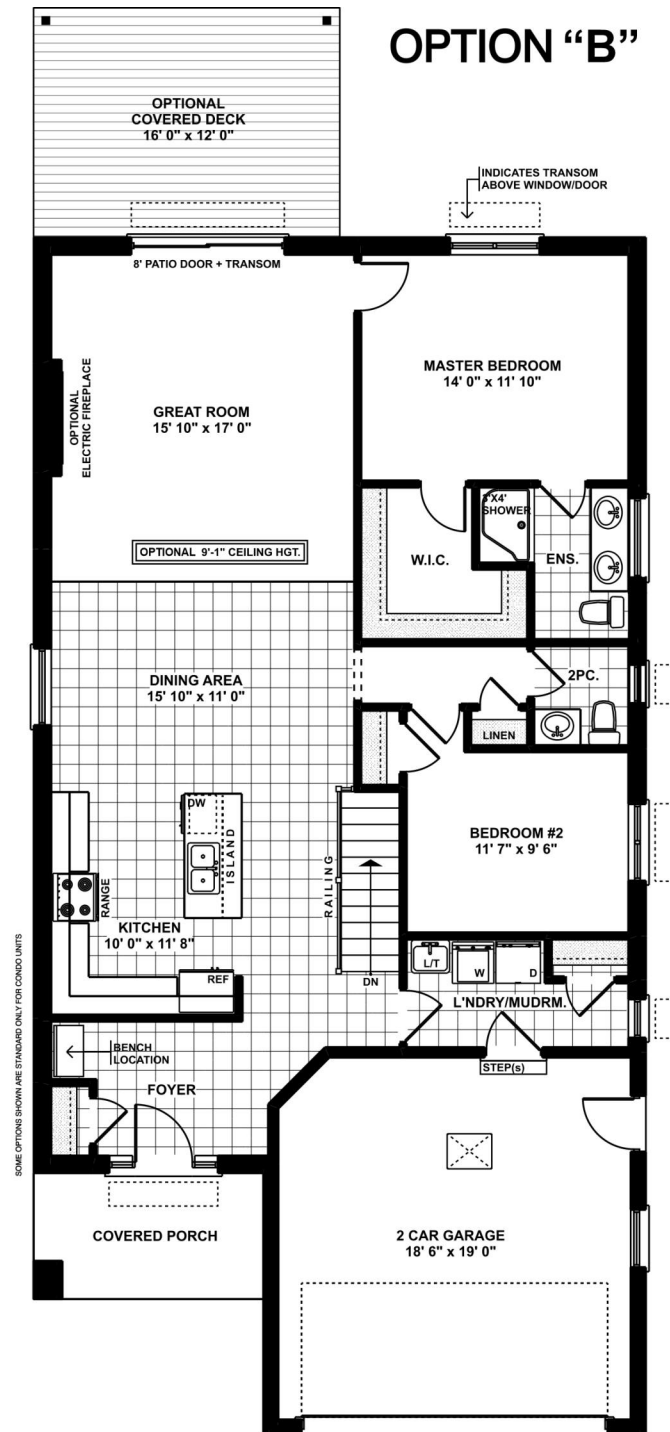 OPTION “B”
OPTIONAL
COVERED DECK
16' 0" x 12' 0"
INDICATES TRANSOM
ABOVE WINDOW/DOOR
8' PATIO DOOR + TRANSOM
MASTER BEDROOM
14' 0" x 11' 10"
GREAT ROOM
15' 10" x 17' 0"
OPTIONAL
ELECTRIC FIREPLACE
3'X4'
SHOWER
W.I.C.
ENS.
OPTIONAL 9'-1" CEILING HGT.
DINING AREA
15' 10" x 11' 0"
2PC.
LINEN
DW
ISLAND
RAILING
BEDROOM #2
11' 7" x 9' 6"
RANGE
KITCHEN
10' 0" x 11' 8"
REF
DN
L/T
W
D
L'NDRY/MUDRM.
BENCH
LOCATION
FOYER
STEP(s)
SOME OPTIONS SHOWN ARE STANDARD ONLY FOR CONDO UNITS
COVERED PORCH
2 CAR GARAGE
18' 6" x 19' 0"